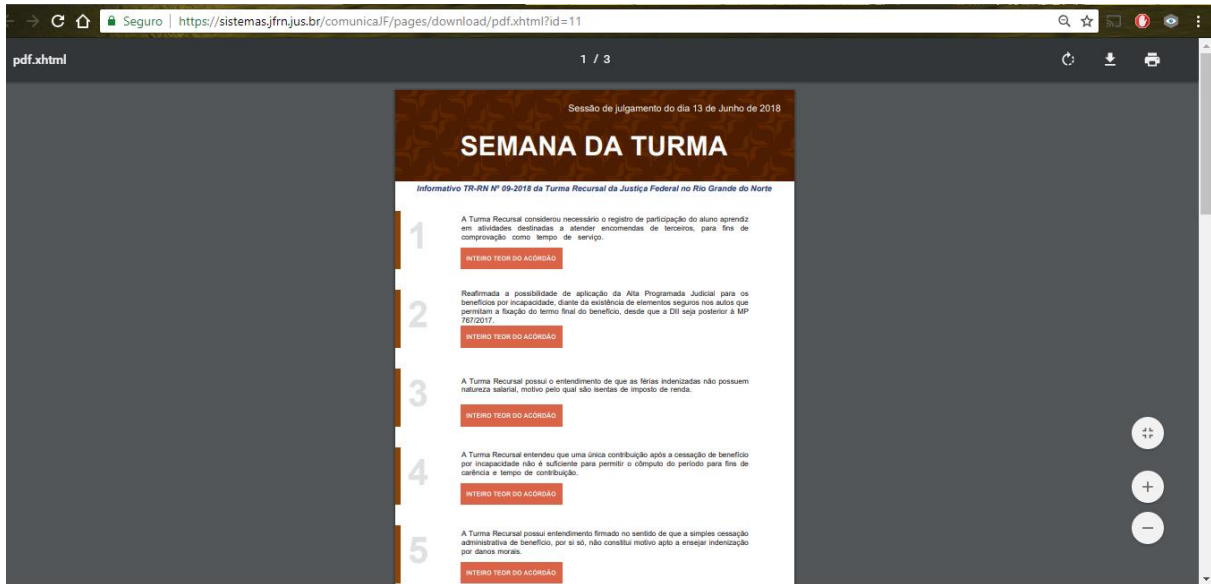 Seguro | https://sistemas.jfrn.jus.br/comunicaJF/pages/download/pdf.xhtml?id=11
pdf.xhtml
1 / 3
Sessão de julgamento do dia 13 de Junho de 2018
SEMANA DA TURMA
Informativo TR-RN Nº 09-2018 da Turma Recursal da Justiça Federal no Rio Grande do Norte
1
A Turma Recursal considerou necessário o registro de participação do aluno aprendiz
em atividades destinadas a atender encomendas de terceiros, para fins de
comprovação como tempo de serviço.
INTEIRO TEOR DO ACÓRDÃO
2
Reafirmada a possibilidade de aplicação da Alta Programada Judicial para os
benefícios por incapacidade, diante da existência de elementos seguros nos autos que
permitam a fixação do termo final do benefício, desde que a DII seja posterior à MP
767/2017.
INTEIRO TEOR DO ACÓRDÃO
3
A Turma Recursal possui o entendimento de que as férias indenizadas não possuem
natureza salarial, motivo pelo qual são isentas de imposto de renda.
INTEIRO TEOR DO ACÓRDÃO
4
A Turma Recursal entendeu que uma única contribuição após a cessação de benefício
por incapacidade não é suficiente para permitir o cômputo do período para fins de
carência e tempo de contribuição.
INTEIRO TEOR DO ACÓRDÃO
5
A Turma Recursal possui entendimento firmado no sentido de que a simples cessação
administrativa de benefício, por si só, não constitui motivo apto a ensejar indenização
por danos morais.
INTEIRO TEOR DO ACÓRDÃO